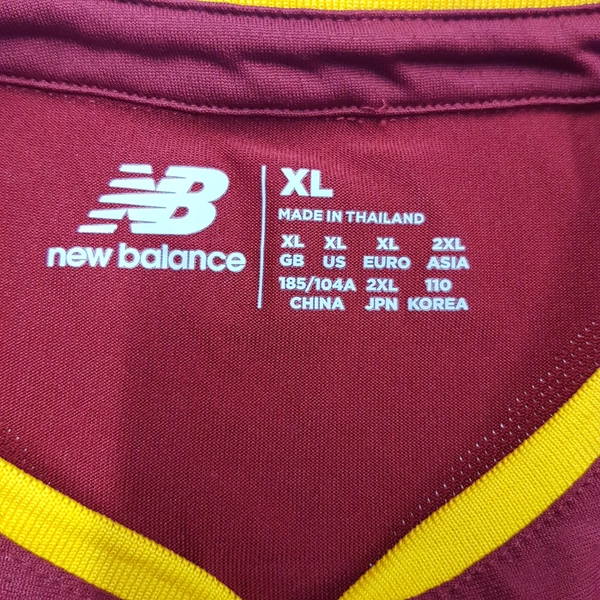 NB
new balance
XL
MADE IN THAILAND
XL XL XL 2XL
GB US EURO ASIA
185/104A 2XL 110
CHINA JPN KOREA